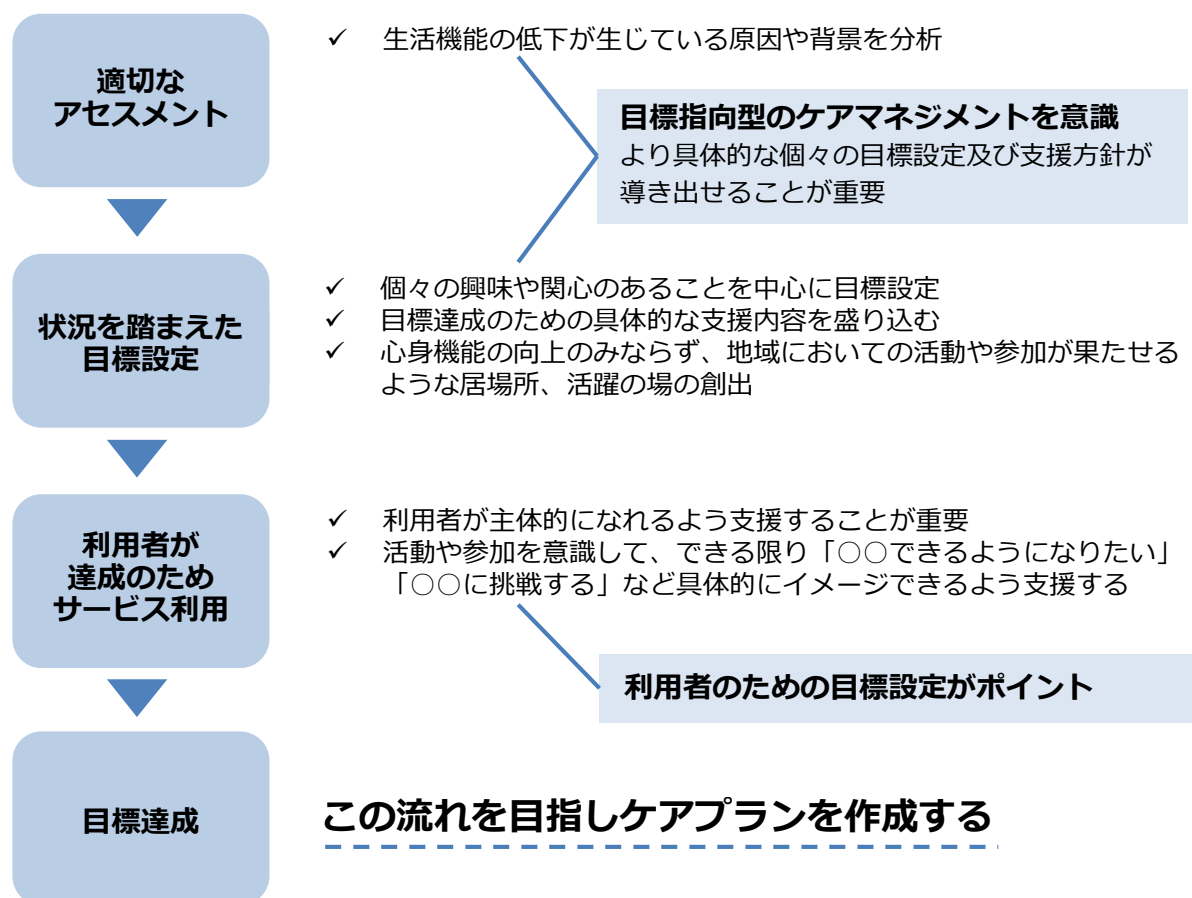 適切な
アセスメント
✓ 生活機能の低下が生じている原因や背景を分析
目標指向型のケアマネジメントを意識
より具体的な個々の目標設定及び支援方針が
導き出せることが重要
状況を踏まえた
目標設定
✓ 個々の興味や関心のあることを中心に目標設定
✓ 目標達成のための具体的な支援内容を盛り込む
✓ 心身機能の向上のみならず、地域においての活動や参加が果たせる
ような居場所、活躍の場の創出
利用者が
達成のため
サービス利用
✓ 利用者が主体的になれるよう支援することが重要
✓ 活動や参加を意識して、できる限り「○○できるようになりたい」
「○○に挑戦する」など具体的にイメージできるよう支援する
利用者のための目標設定がポイント
目標達成
この流れを目指しケアプランを作成する